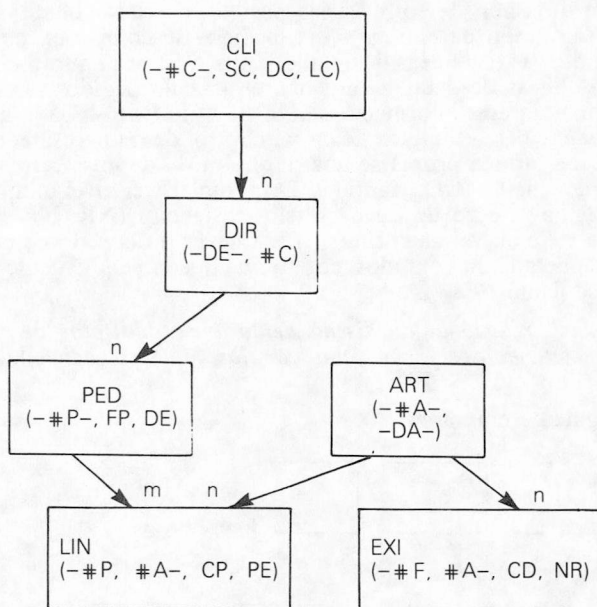 CLI
(–#C–, SC, DC, LC)
n
DIR
(–DE–, #C)
n
PED
(–#P–, FP, DE)
ART
(–#A–,
–DA–)
m
n
n
LIN
(–#P, #A–, CP, PE)
EXI
(–#F, #A–, CD, NR)